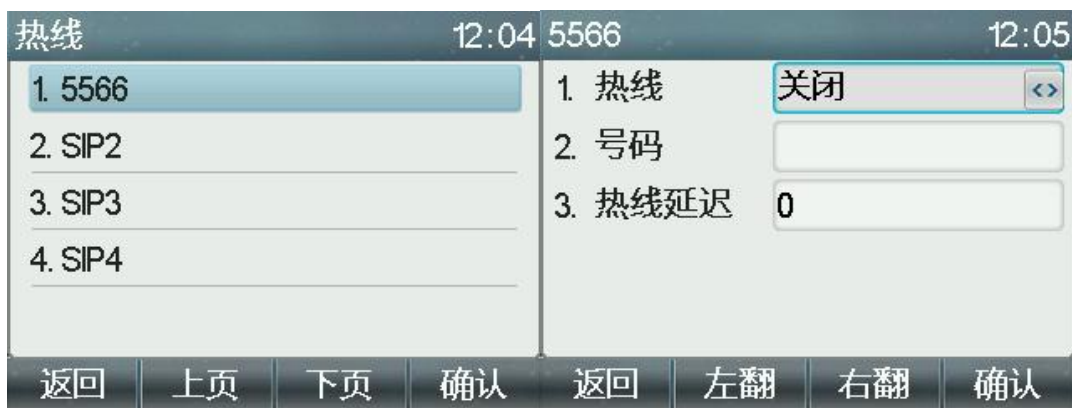 热线 12:04
1. 5566
2. SIP2
3. SIP3
4. SIP4
返回 上页 下页 确认
5566 12:05
1. 热线 关闭 <>
2. 号码
3. 热线延迟 0
返回 左翻 右翻 确认